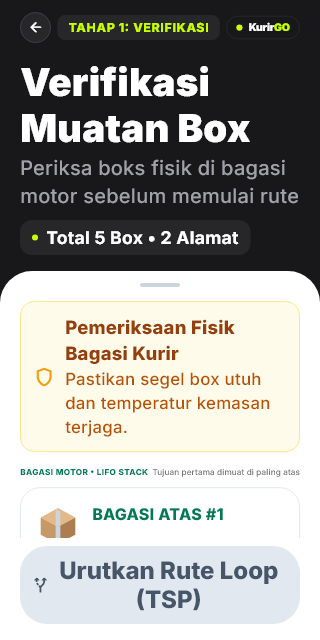 TAHAP 1: VERIFIKASI
KurirGO
Verifikasi
Muatan Box
Periksa boks fisik di bagasi
motor sebelum memulai rute
Total 5 Box • 2 Alamat
Pemeriksaan Fisik
Bagasi Kurir
Pastikan segel box utuh
dan temperatur kemasan
terjaga.
BAGASI MOTOR • LIFO STACK Tujuan pertama dimuat di paling atas
BAGASI ATAS #1
Urutkan Rute Loop
(TSP)